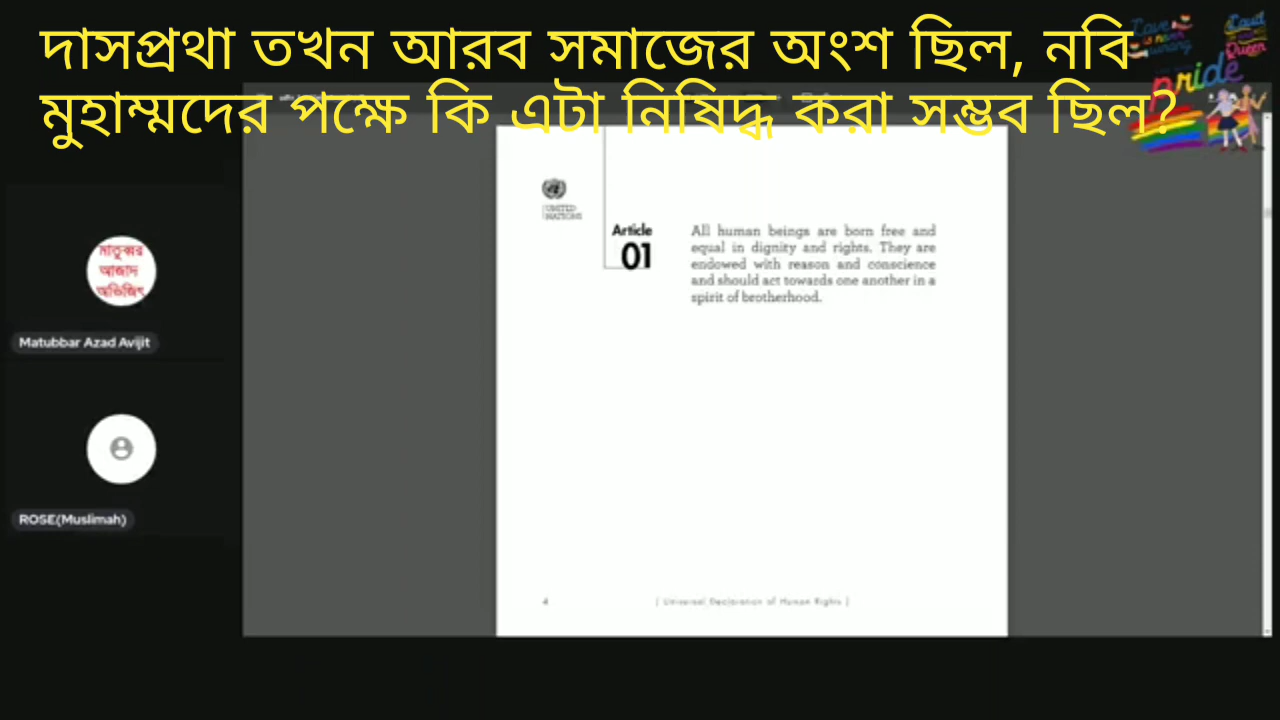 দাসপ্রথা তখন আরব সমাজের অংশ ছিল, নবি
মুহাম্মদের পক্ষে কি এটা নিষিদ্ধ করা সম্ভব ছিল?
pride
UNITED
NATIONS
Article
01
All human beings are born free and
equal in dignity and rights. They are
endowed with reason and conscience
and should act towards one another in a
spirit of brotherhood.
মাতুব্বর
আজাদ
অভিজিৎ
Matubbar Azad Avijit
ROSE(Muslimah)
4
| Universal Declaration of Human Rights |